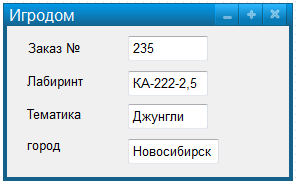 Игродом
Заказ № 235
Лабиринт КА-222-2,5
Тематика Джунгли
город Новосибирск